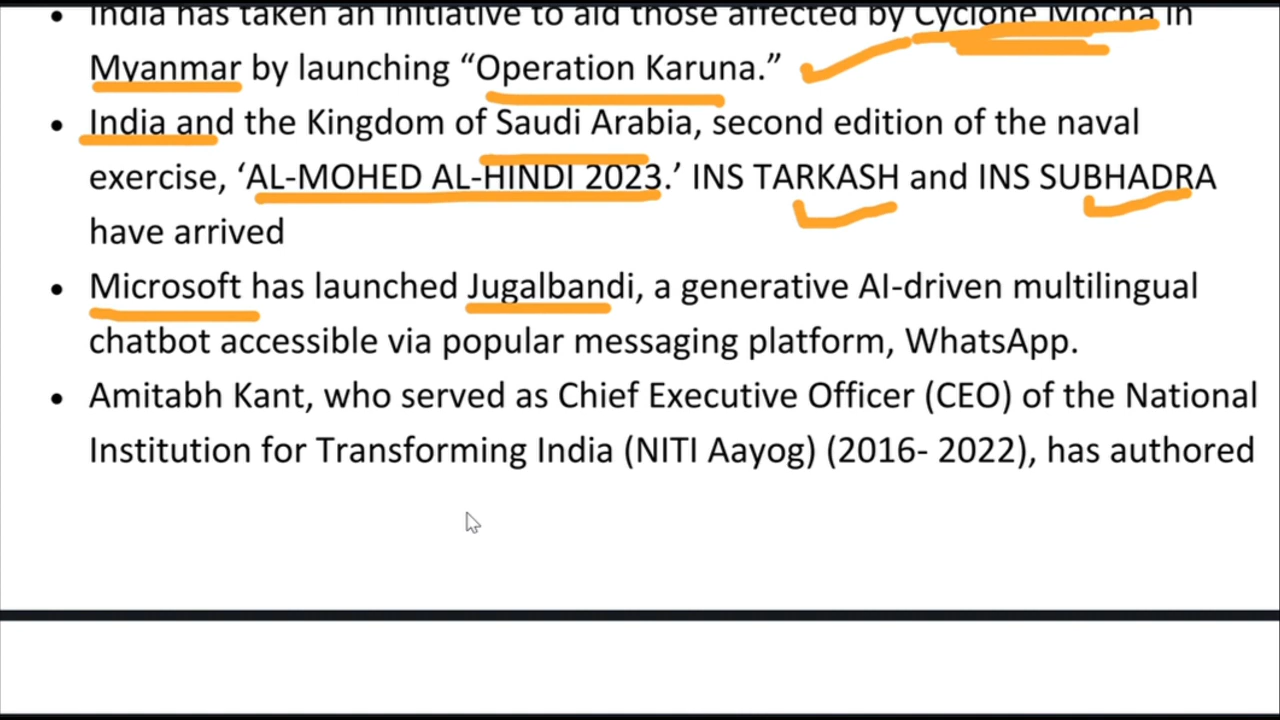 • India has taken an initiative to aid those affected by Cyclone Mocha in
Myanmar by launching “Operation Karuna.”
• India and the Kingdom of Saudi Arabia, second edition of the naval
exercise, ‘AL-MOHED AL-HINDI 2023.’ INS TARKASH and INS SUBHADRA
have arrived
• Microsoft has launched Jugalbandi, a generative AI-driven multilingual
chatbot accessible via popular messaging platform, WhatsApp.
• Amitabh Kant, who served as Chief Executive Officer (CEO) of the National
Institution for Transforming India (NITI Aayog) (2016- 2022), has authored